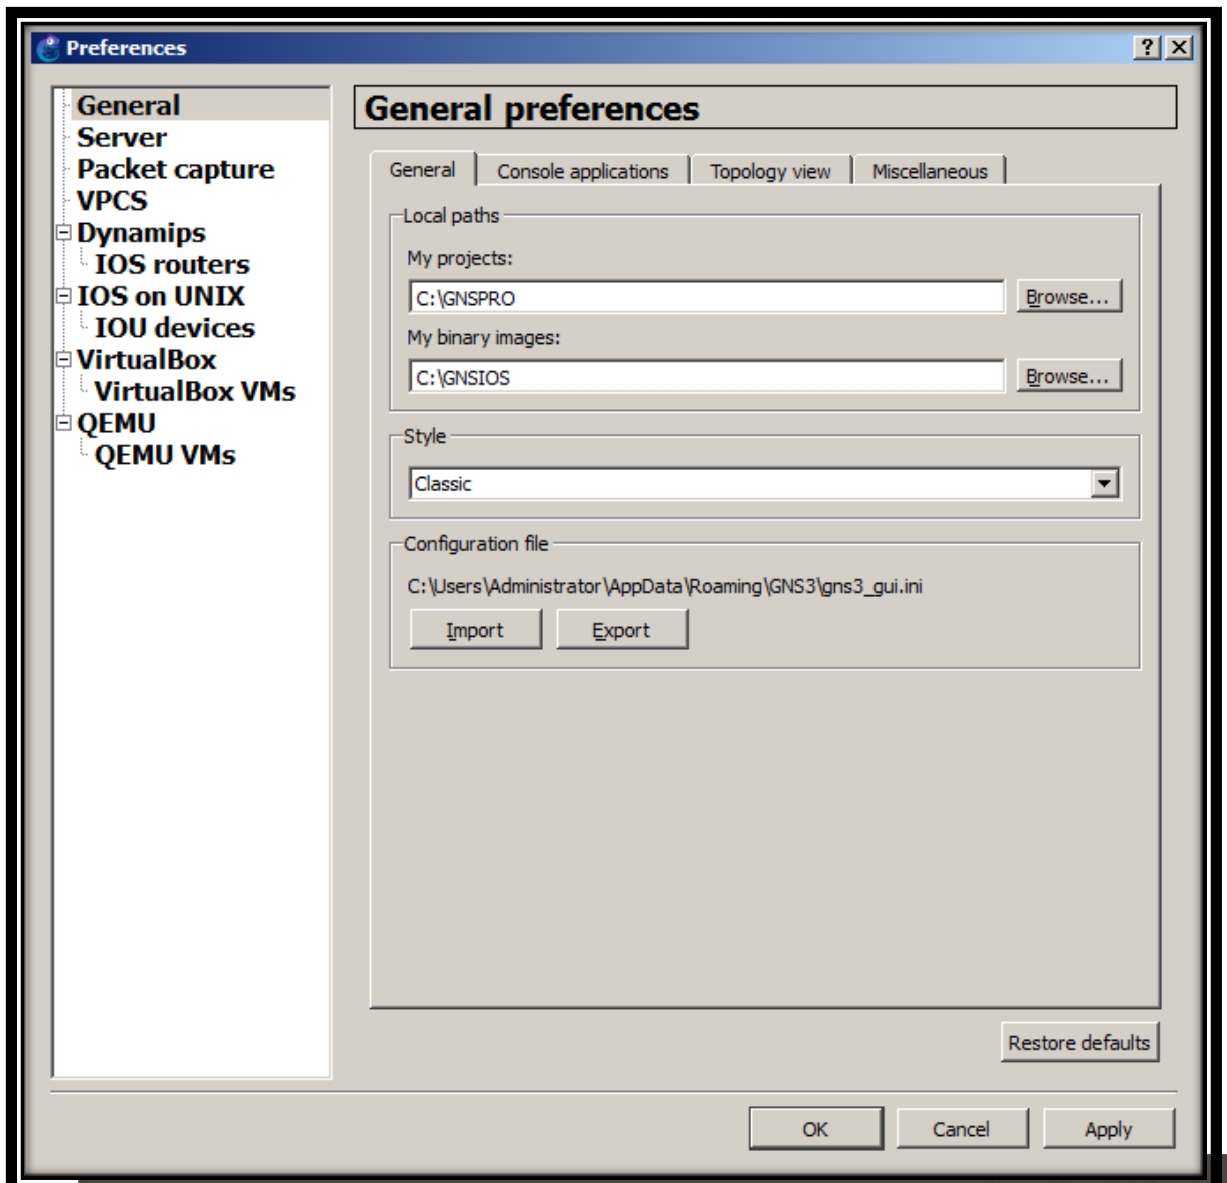 Preferences
General
Server
Packet capture
VPCS
Dynamips
IOS routers
IOS on UNIX
IOU devices
VirtualBox
VirtualBox VMs
QEMU
QEMU VMs
General preferences
General Console applications Topology view Miscellaneous
Local paths
My projects:
C:\GNSPRO Browse...
My binary images:
C:\GNSIOS Browse...
Style
Classic
Configuration file
C:\Users\Administrator\AppData\Roaming\GNS3\gns3_gui.ini
Import Export
Restore defaults
OK Cancel Apply